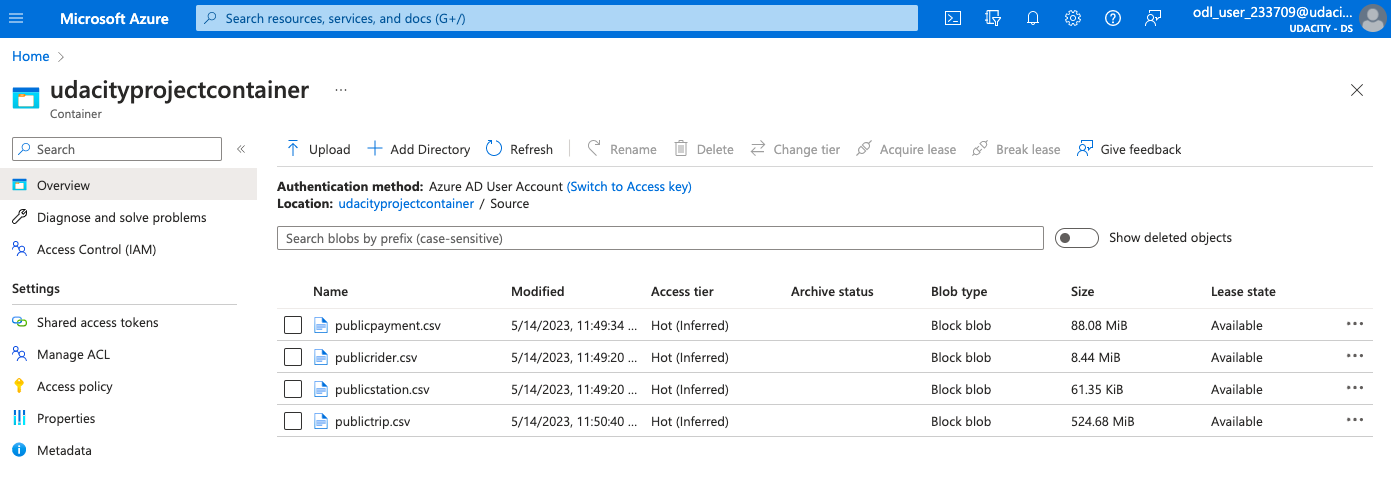 Microsoft Azure
Search resources, services, and docs (G+/)
odl_user_233709@udaci...
UDACITY - DS
Home
udacityprojectcontainer ...
Container
Search
«
Upload
Add Directory
Refresh
Rename
Delete
Change tier
Acquire lease
Break lease
Give feedback
Overview
Diagnose and solve problems
Access Control (IAM)
Settings
Shared access tokens
Manage ACL
Access policy
Properties
Metadata
Authentication method: Azure AD User Account (Switch to Access key)
Location: udacityprojectcontainer / Source
Search blobs by prefix (case-sensitive)
Show deleted objects
Name Modified Access tier Archive status Blob type Size Lease state
publicpayment.csv 5/14/2023, 11:49:34 ... Hot (Inferred) Block blob 88.08 MiB Available ...
publicrider.csv 5/14/2023, 11:49:20 ... Hot (Inferred) Block blob 8.44 MiB Available ...
publicstation.csv 5/14/2023, 11:49:20 ... Hot (Inferred) Block blob 61.35 KiB Available ...
publictrip.csv 5/14/2023, 11:50:40 ... Hot (Inferred) Block blob 524.68 MiB Available ...